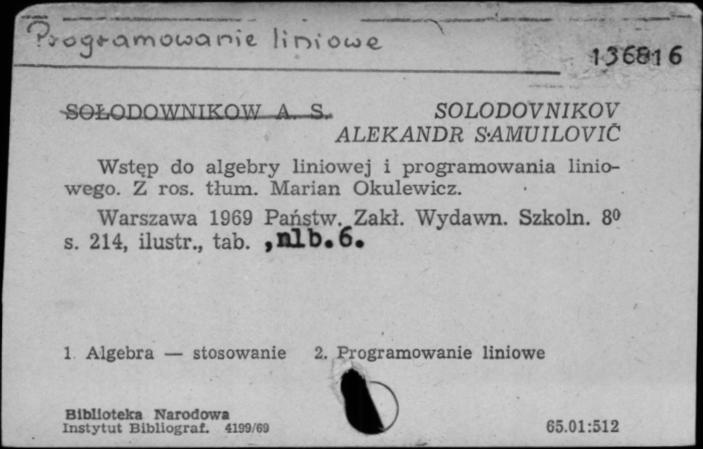 Programowanie liniowe
136816
SOŁODOWNIKOW A. S. SOLODOVNIKOV
ALEKANDR SAMUILOVIČ
Wstęp do algebry liniowej i programowania linio-
wego. Z ros. tłum. Marian Okulewicz.
Warszawa 1969 Państw. Zakł. Wydawn. Szkoln. 8⁰
s. 214, ilustr., tab. ,nlb.6.
1. Algebra — stosowanie 2. Programowanie liniowe
Biblioteka Narodowa
Instytut Bibliograf. 4199/69
65.01:512